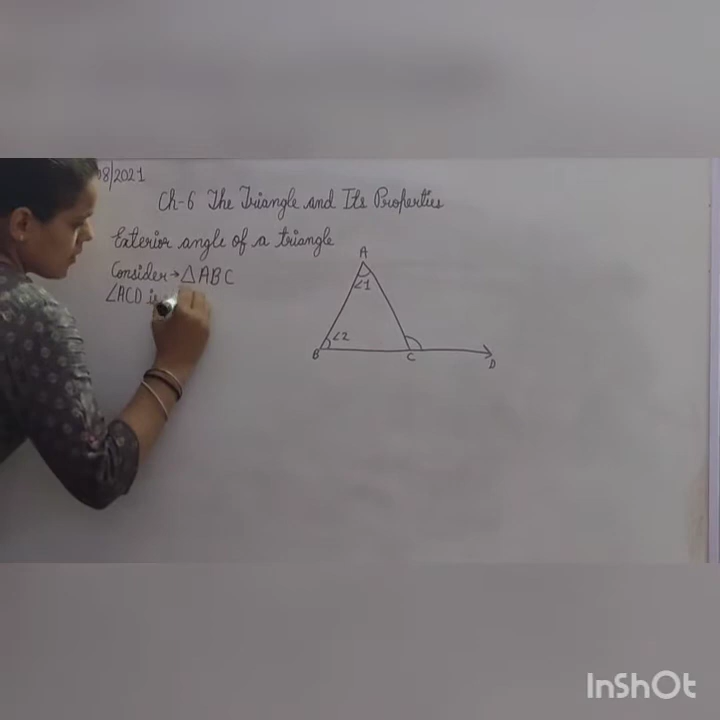 08/2021
Ch-6 The Triangle and Its Properties
Exterior angle of a triangle
Consider → △ABC
∠ACD is
A
∠1
∠2
B
C
D
InShOt